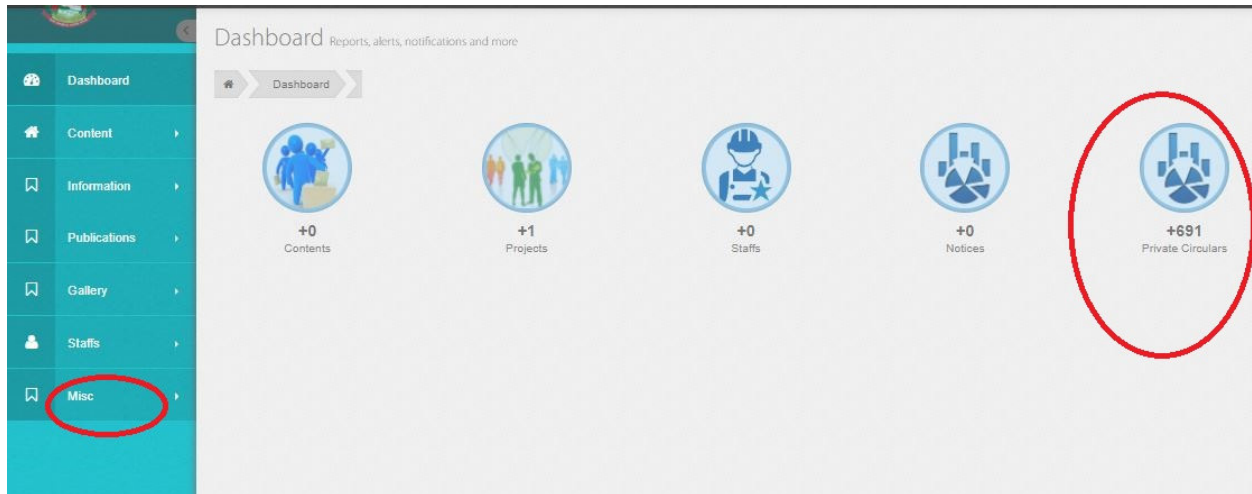 Dashboard Reports, alerts, notifications and more
Dashboard
Dashboard
Content
Information
Publications
Gallery
Staffs
Misc
+0
Contents
+1
Projects
+0
Staffs
+0
Notices
+691
Private Circulars